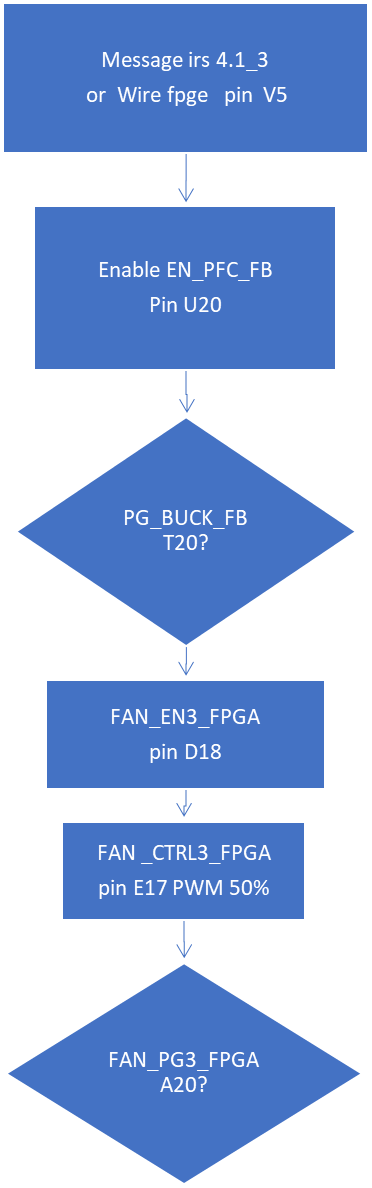 Message irs 4.1_3
or Wire fpge pin V5
Enable EN_PFC_FB
Pin U20
PG_BUCK_FB
T20?
FAN_EN3_FPGA
pin D18
FAN _CTRL3_FPGA
pin E17 PWM 50%
FAN_PG3_FPGA
A20?